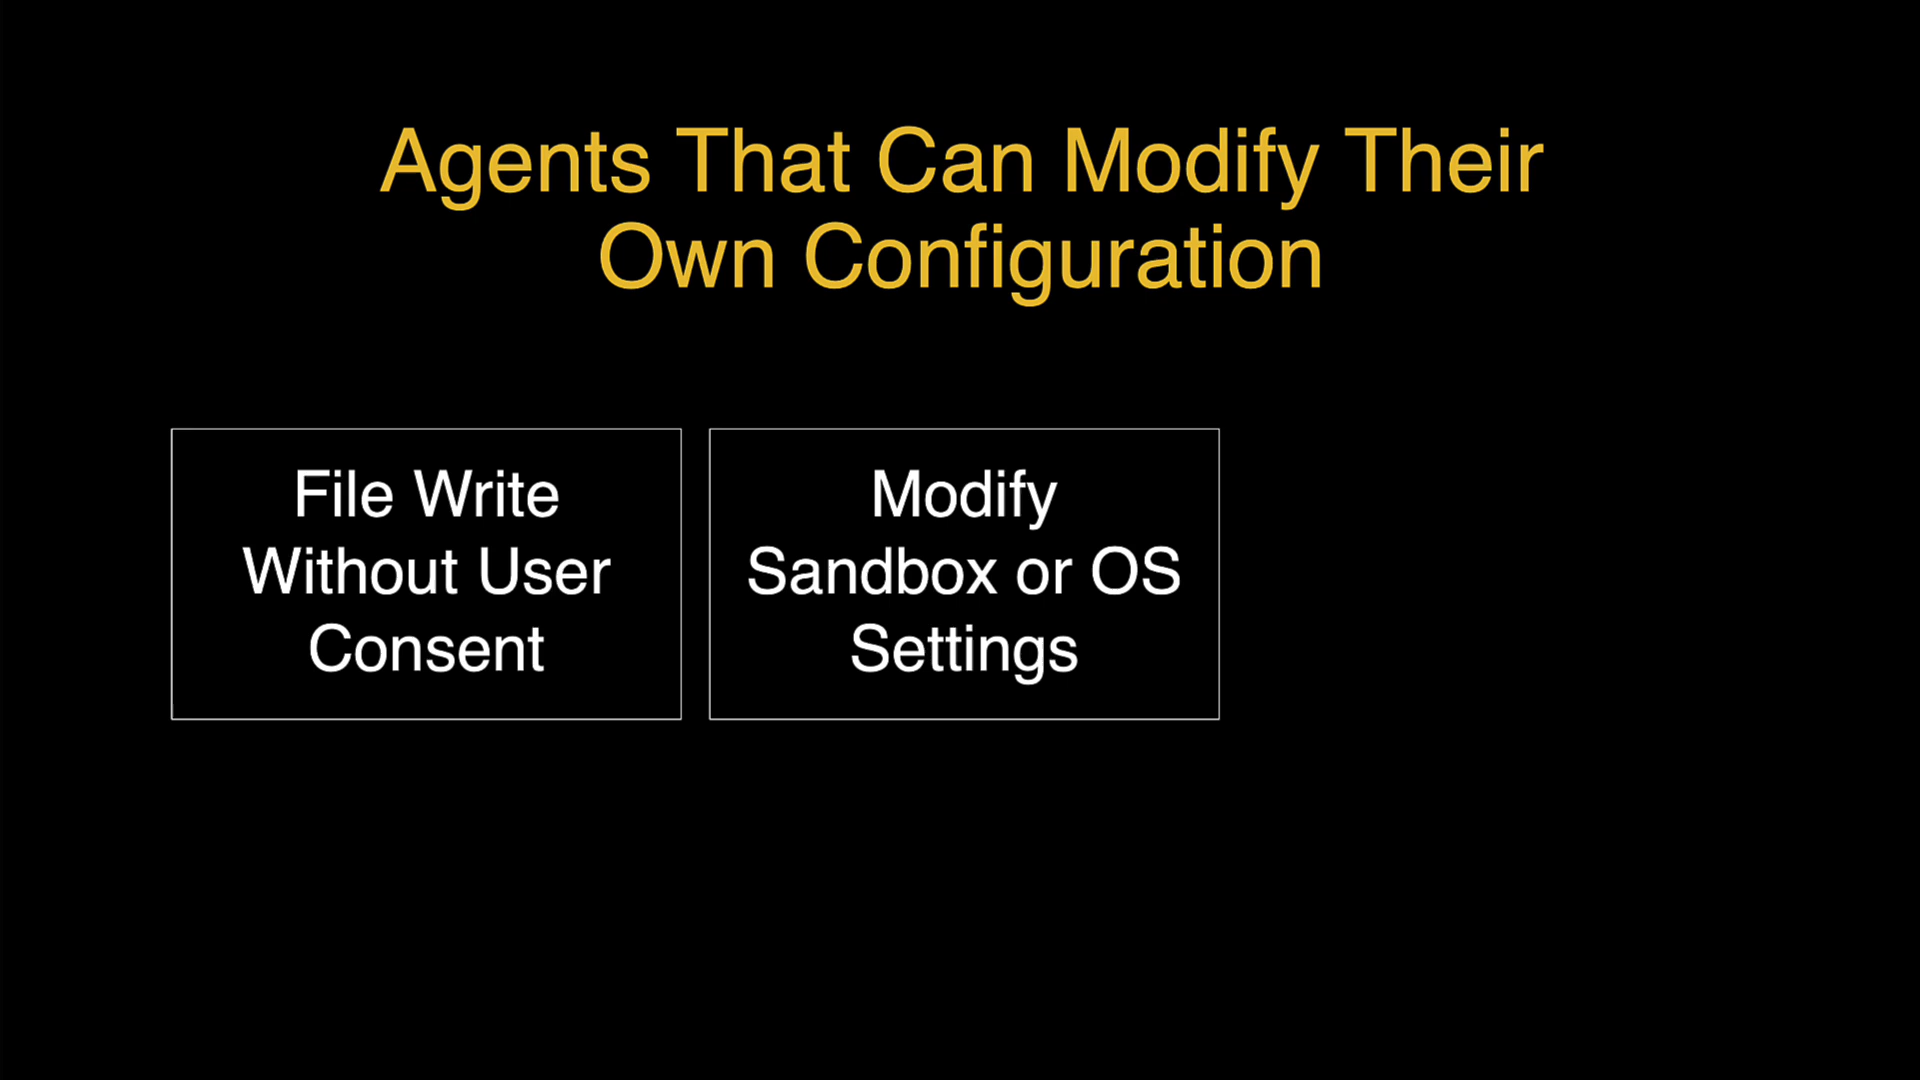 Agents That Can Modify Their
Own Configuration
File Write
Without User
Consent
Modify
Sandbox or OS
Settings